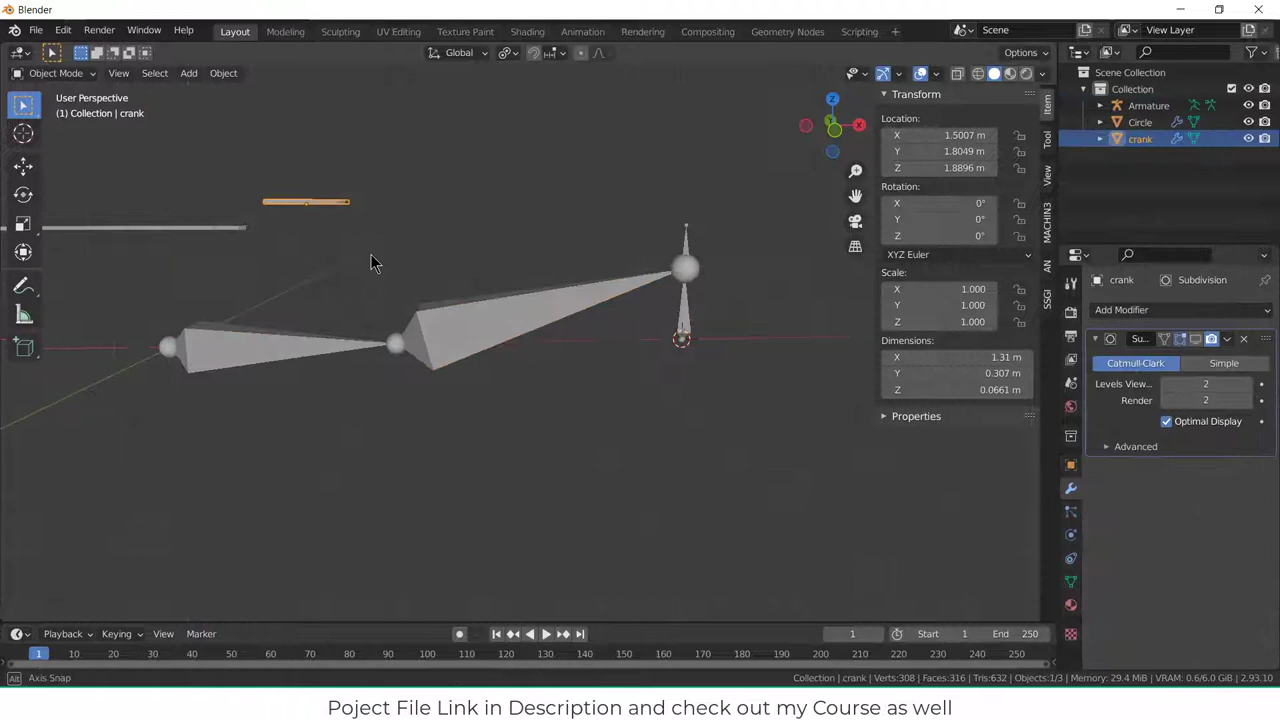 Blender
File Edit Render Window Help Layout Modeling Sculpting UV Editing Texture Paint Shading Animation Rendering Compositing Geometry Nodes Scripting + Scene View Layer
Global Options
Object Mode View Select Add Object
User Perspective
(1) Collection | crank
Z
X
Y
Transform
Location:
X 1.5007 m
Y 1.8049 m
Z 1.8896 m
Rotation:
X 0°
Y 0°
Z 0°
XYZ Euler
Scale:
X 1.000
Y 1.000
Z 1.000
Dimensions:
X 1.31 m
Y 0.307 m
Z 0.0661 m
Properties
Item
Tool
View
MACHIN3
AN
SSGI
Scene Collection
Collection
Armature
Circle
crank
crank Subdivision
Add Modifier
Su...
Catmull-Clark Simple
Levels View... 2
Render 2
Optimal Display
Advanced
Playback Keying View Marker 1 Start 1 End 250
1 10 20 30 40 50 60 70 80 90 100 110 120 130 140 150 160 170 180 190 200 210 220 230 240 250
Alt Axis Snap Collection | crank | Verts:308 | Faces:316 | Tris:632 | Objects:1/3 | Memory: 29.4 MiB | VRAM: 0.6/6.0 GiB | 2.93.10
Poject File Link in Description and check out my Course as well